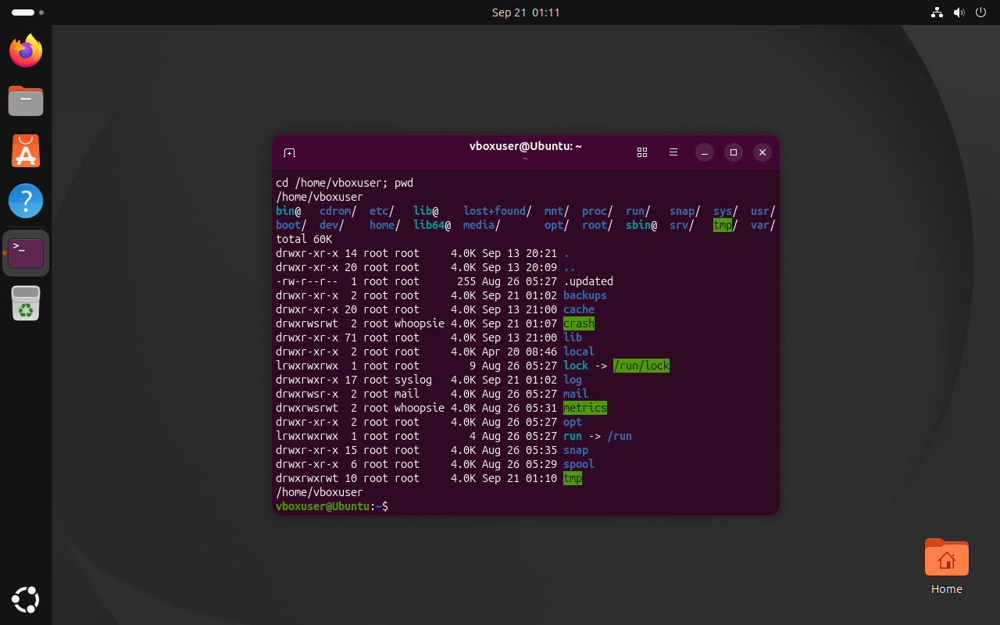 Sep 21 01:11
vboxuser@Ubuntu: ~
~
cd /home/vboxuser; pwd
/home/vboxuser
bin@   cdrom/  etc/   lib@    lost+found/  mnt/  proc/  run/   snap/  sys/  usr/
boot/  dev/    home/  lib64@  media/       opt/  root/  sbin@  srv/   tmp/  var/
total 60K
drwxr-xr-x 14 root root     4.0K Sep 13 20:21 .
drwxr-xr-x 20 root root     4.0K Sep 13 20:09 ..
-rw-r--r--  1 root root      255 Aug 26 05:27 .updated
drwxr-xr-x  2 root root     4.0K Sep 21 01:02 backups
drwxr-xr-x 20 root root     4.0K Sep 13 21:00 cache
drwxrwsrwt  2 root whoopsie 4.0K Sep 21 01:07 crash
drwxr-xr-x 71 root root     4.0K Sep 13 21:00 lib
drwxr-xr-x  2 root root     4.0K Apr 20 08:46 local
lrwxrwxrwx  1 root root        9 Aug 26 05:27 lock -> /run/lock
drwxrwxr-x 17 root syslog   4.0K Sep 21 01:02 log
drwxrwsr-x  2 root mail     4.0K Aug 26 05:27 mail
drwxrwsrwt  2 root whoopsie 4.0K Aug 26 05:31 metrics
drwxr-xr-x  2 root root     4.0K Aug 26 05:27 opt
lrwxrwxrwx  1 root root        4 Aug 26 05:27 run -> /run
drwxr-xr-x 15 root root     4.0K Aug 26 05:35 snap
drwxr-xr-x  6 root root     4.0K Aug 26 05:29 spool
drwxrwxrwt 10 root root     4.0K Sep 21 01:10 tmp
/home/vboxuser
vboxuser@Ubuntu:~$
Home